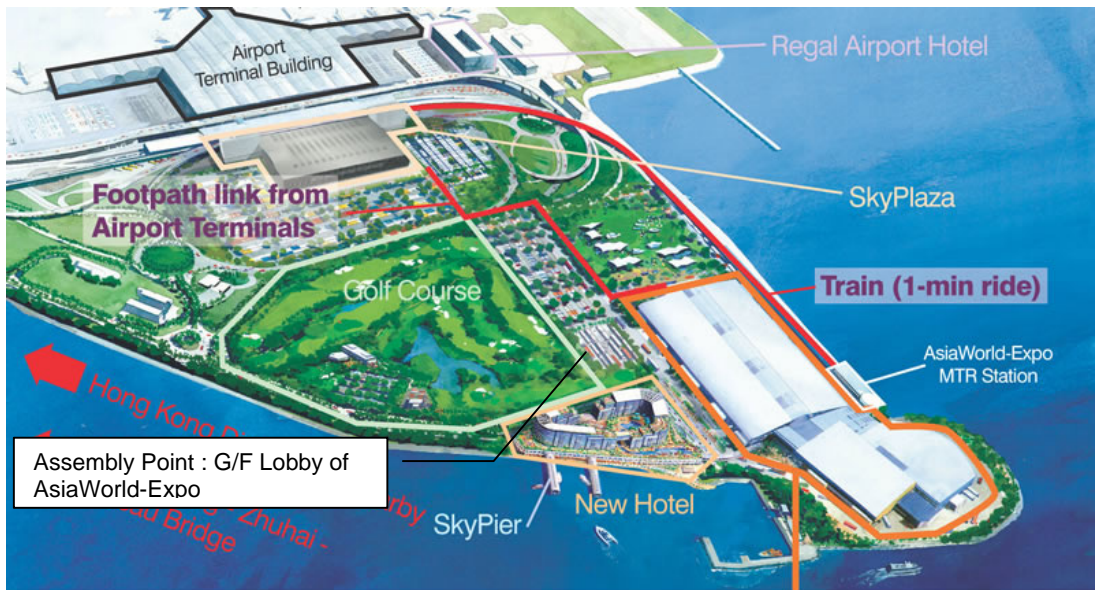 Airport
Terminal Building
Regal Airport Hotel
SkyPlaza
Footpath link from
Airport Terminals
Golf Course
Train (1-min ride)
AsiaWorld-Expo
MTR Station
Hong Kong
Assembly Point : G/F Lobby of
AsiaWorld-Expo
rby
Zhuhai -
Bridge
New Hotel
SkyPier